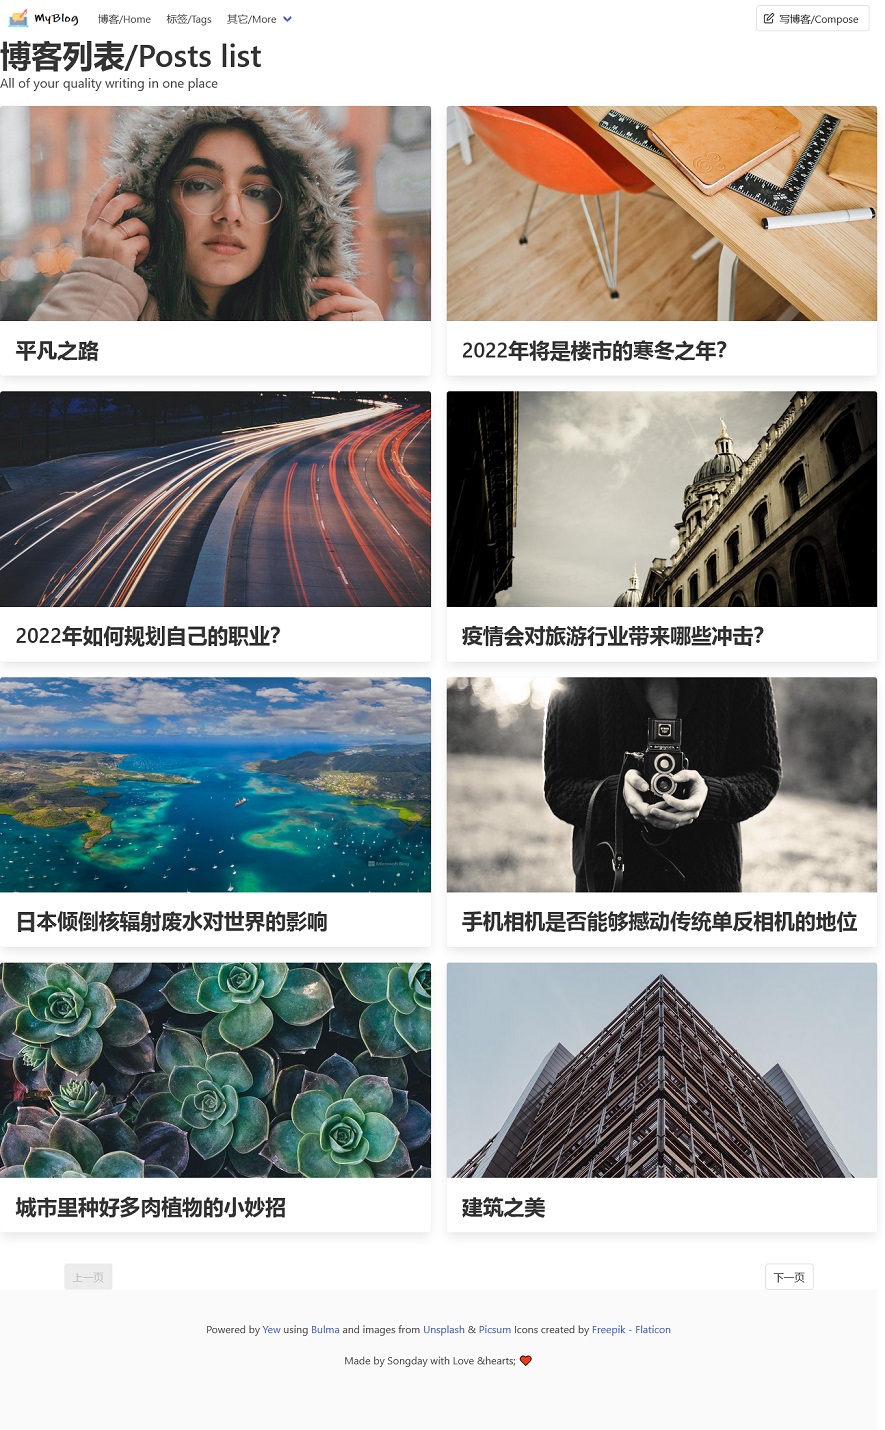 MyBlog 博客/Home 标签/Tags 其它/More 写博客/Compose
博客列表/Posts list
All of your quality writing in one place
平凡之路
2022年将是楼市的寒冬之年?
2022年如何规划自己的职业?
疫情会对旅游行业带来哪些冲击?
Microsoft Bing
日本倾倒核辐射废水对世界的影响
手机相机是否能够撼动传统单反相机的地位
城市里种好多肉植物的小妙招
建筑之美
上一页
下一页
Powered by Yew using Bulma and images from Unsplash & Picsum Icons created by Freepik - Flaticon
Made by Songday with Love &hearts; ❤